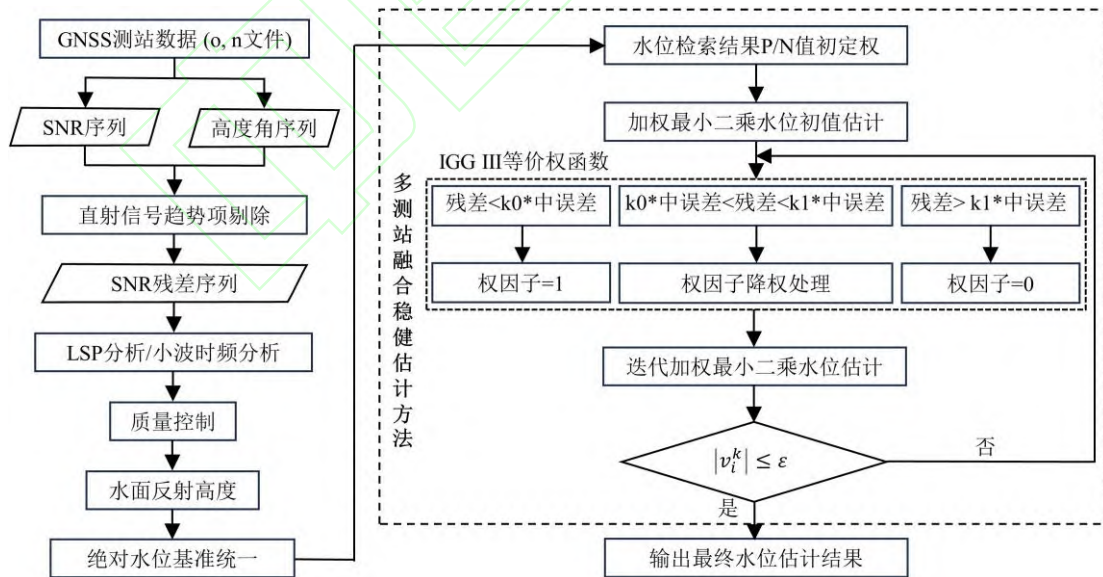 GNSS测站数据 (o, n文件)
SNR序列
高度角序列
直射信号趋势项剔除
SNR残差序列
LSP分析/小波时频分析
质量控制
水面反射高度
绝对水位基准统一
多测站融合稳健估计方法
水位检索结果P/N值初定权
加权最小二乘水位初值估计
IGG III等价权函数
残差<k0*中误差
k0*中误差<残差<k1*中误差
残差> k1*中误差
权因子=1
权因子降权处理
权因子=0
迭代加权最小二乘水位估计
|v_i^k| ≤ ε
否
是
输出最终水位估计结果